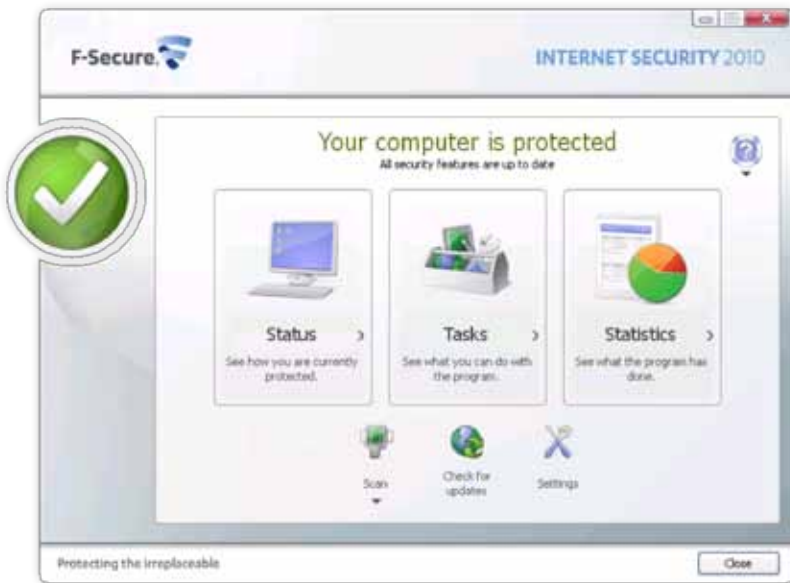 F-Secure.
INTERNET SECURITY 2010
Your computer is protected
All security features are up to date
Status
See how you are currently
protected.
Tasks
See what you can do with
the program.
Statistics
See what the program has
done.
Scan
Check for
updates
Settings
Protecting the irreplaceable
Close